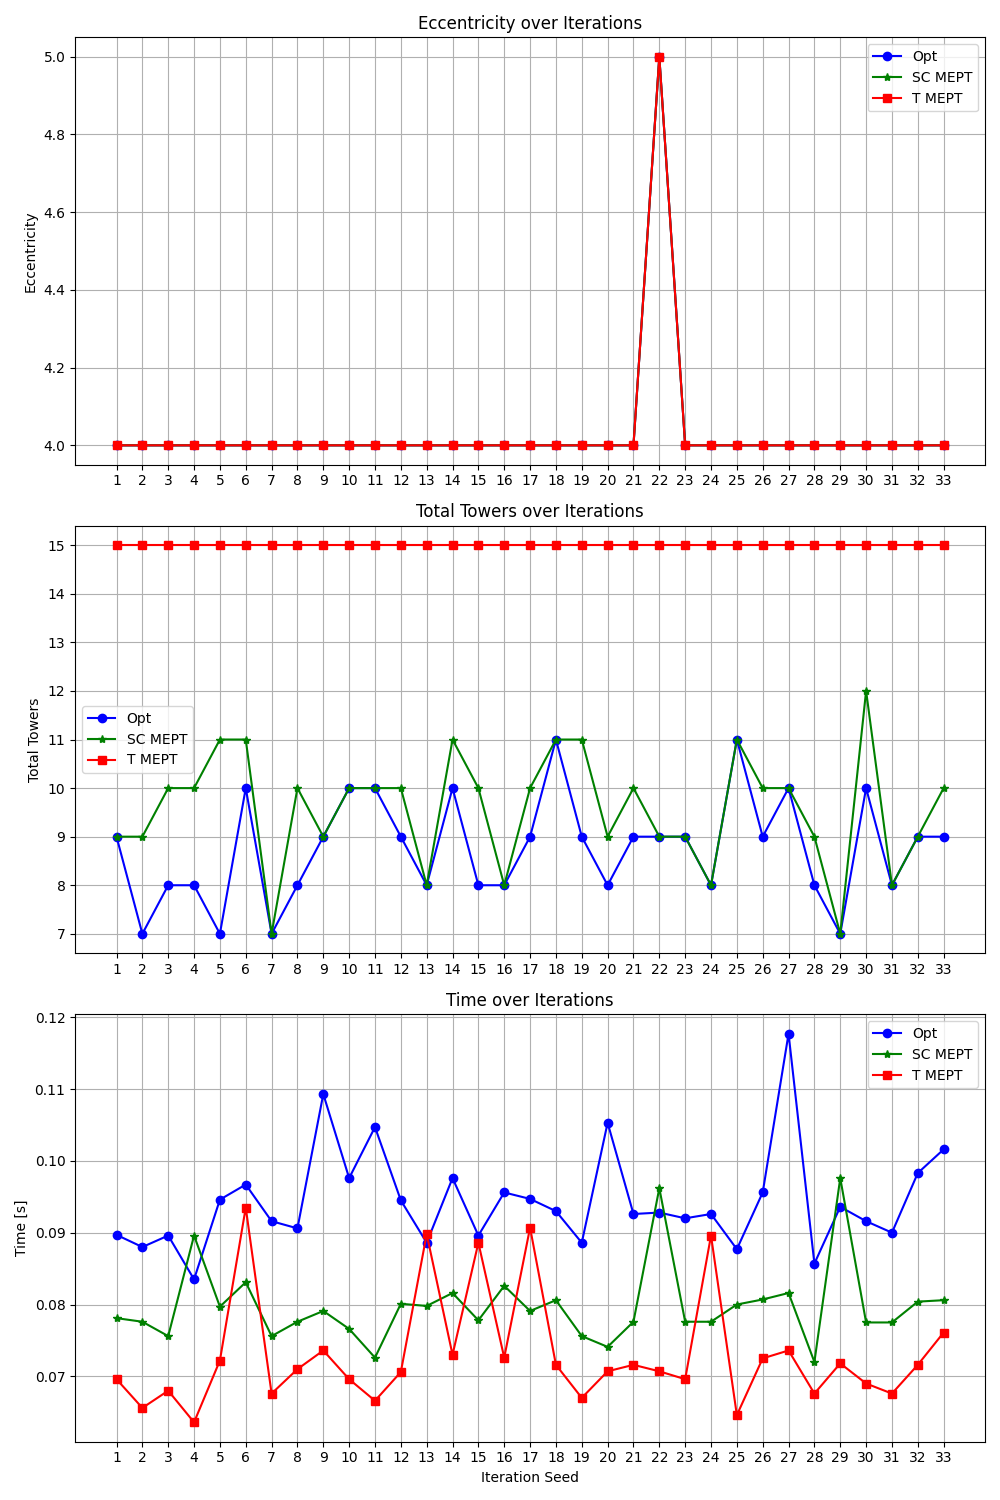 Eccentricity over Iterations
Eccentricity
5.0
4.8
4.6
4.4
4.2
4.0
Opt
SC MEPT
T MEPT
1 2 3 4 5 6 7 8 9 10 11 12 13 14 15 16 17 18 19 20 21 22 23 24 25 26 27 28 29 30 31 32 33
Total Towers over Iterations
Total Towers
15
14
13
12
11
10
9
8
7
Opt
SC MEPT
T MEPT
1 2 3 4 5 6 7 8 9 10 11 12 13 14 15 16 17 18 19 20 21 22 23 24 25 26 27 28 29 30 31 32 33
Time over Iterations
Time [s]
0.12
0.11
0.10
0.09
0.08
0.07
Opt
SC MEPT
T MEPT
1 2 3 4 5 6 7 8 9 10 11 12 13 14 15 16 17 18 19 20 21 22 23 24 25 26 27 28 29 30 31 32 33
Iteration Seed